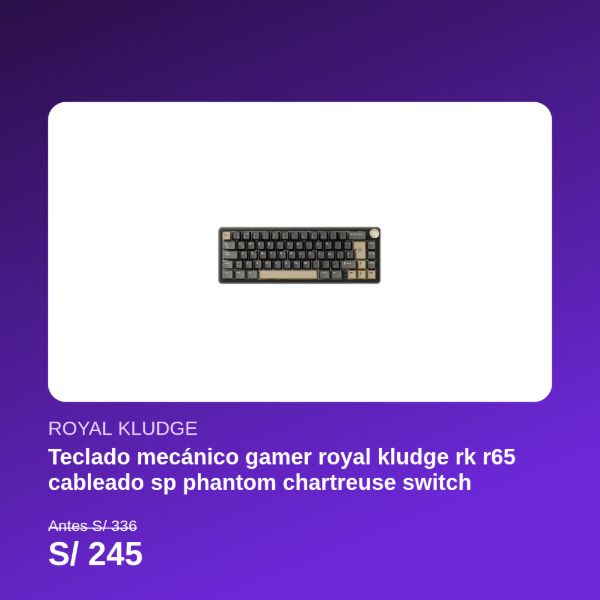 ROYAL KLUDGE
Teclado mecánico gamer royal kludge rk r65
cableado sp phantom chartreuse switch
Antes S/ 336
S/ 245